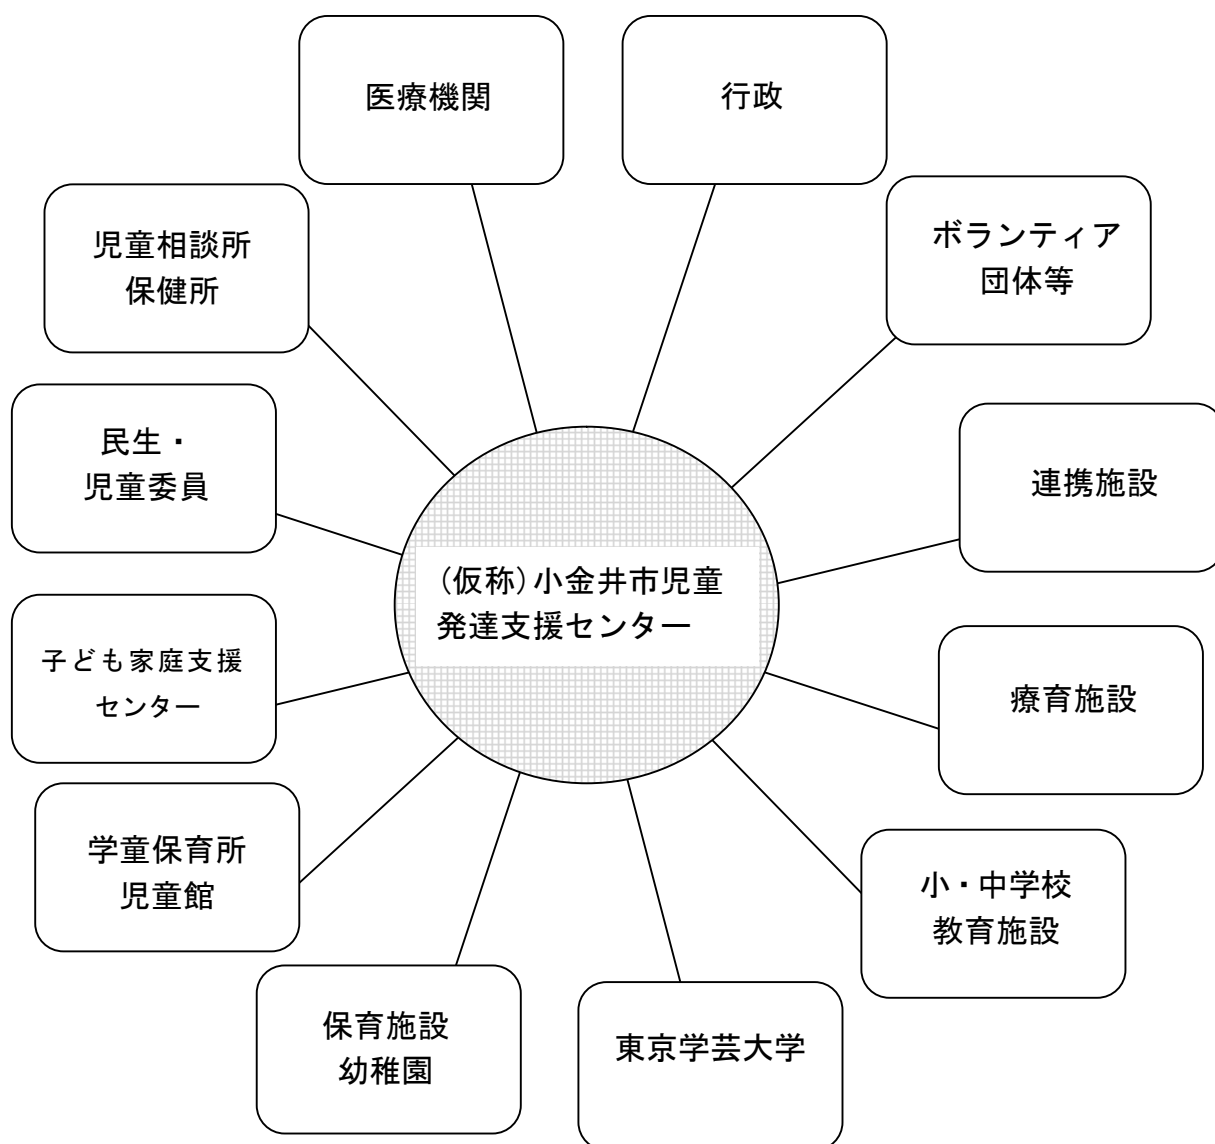 医療機関
行政
児童相談所
保健所
ボランティア
団体等
民生・
児童委員
連携施設
（仮称）小金井市児童
発達支援センター
子ども家庭支援
センター
療育施設
学童保育所
児童館
小・中学校
教育施設
保育施設
幼稚園
東京学芸大学